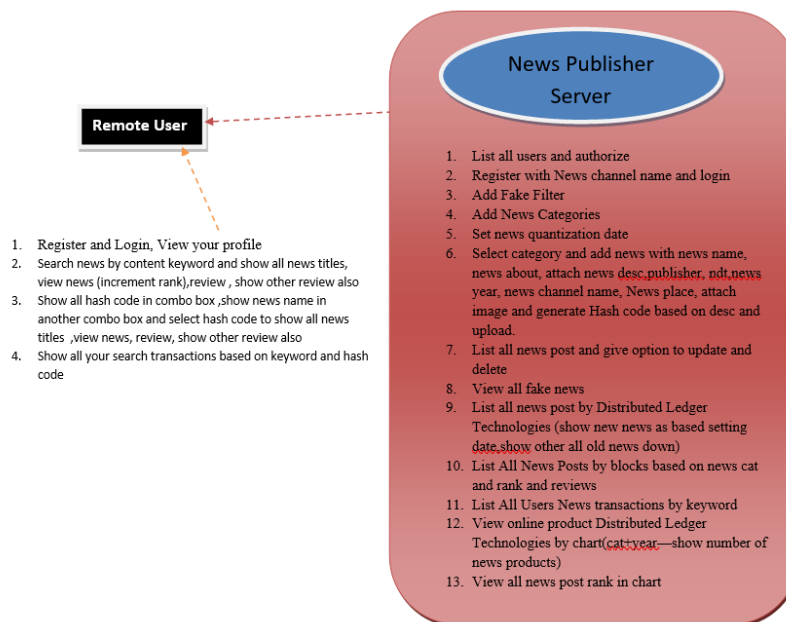 News Publisher
Server
Remote User
1. Register and Login, View your profile
2. Search news by content keyword and show all news titles,
view news (increment rank),review , show other review also
3. Show all hash code in combo box ,show news name in
another combo box and select hash code to show all news
titles ,view news, review, show other review also
4. Show all your search transactions based on keyword and hash
code
1. List all users and authorize
2. Register with News channel name and login
3. Add Fake Filter
4. Add News Categories
5. Set news quantization date
6. Select category and add news with news name,
news about, attach news desc,publisher, ndt,news
year, news channel name, News place, attach
image and generate Hash code based on desc and
upload.
7. List all news post and give option to update and
delete
8. View all fake news
9. List all news post by Distributed Ledger
Technologies (show new news as based setting
date,show other all old news down)
10. List All News Posts by blocks based on news cat
and rank and reviews
11. List All Users News transactions by keyword
12. View online product Distributed Ledger
Technologies by chart(cat+year—show number of
news products)
13. View all news post rank in chart